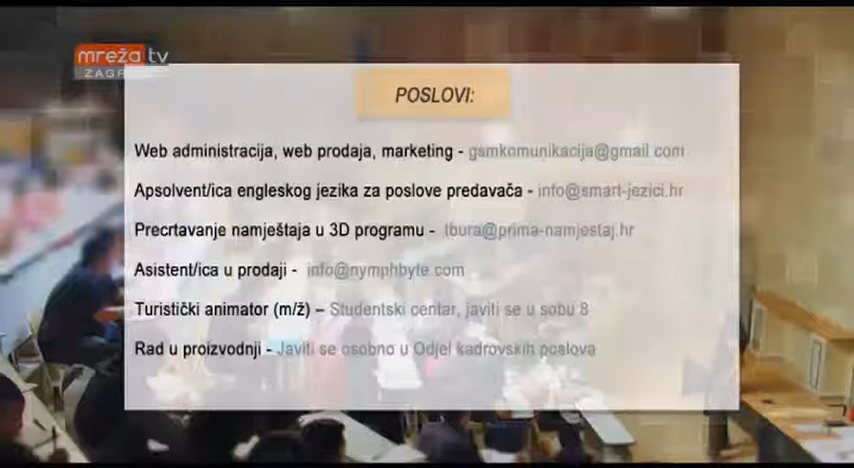 mreža tv
ZAGR
POSLOVI:
Web administracija, web prodaja, marketing - gsmkomunikacija@gmail.com
Apsolvent/ica engleskog jezika za poslove predavača - info@smart-jezici.hr
Precrtavanje namještaja u 3D programu - tbura@prima-namjestaj.hr
Asistent/ica u prodaji - info@nymphbyte.com
Turistički animator (m/ž) – Studentski centar, javiti se u sobu 8
Rad u proizvodnji - Javiti se osobno u Odjel kadrovskih poslova